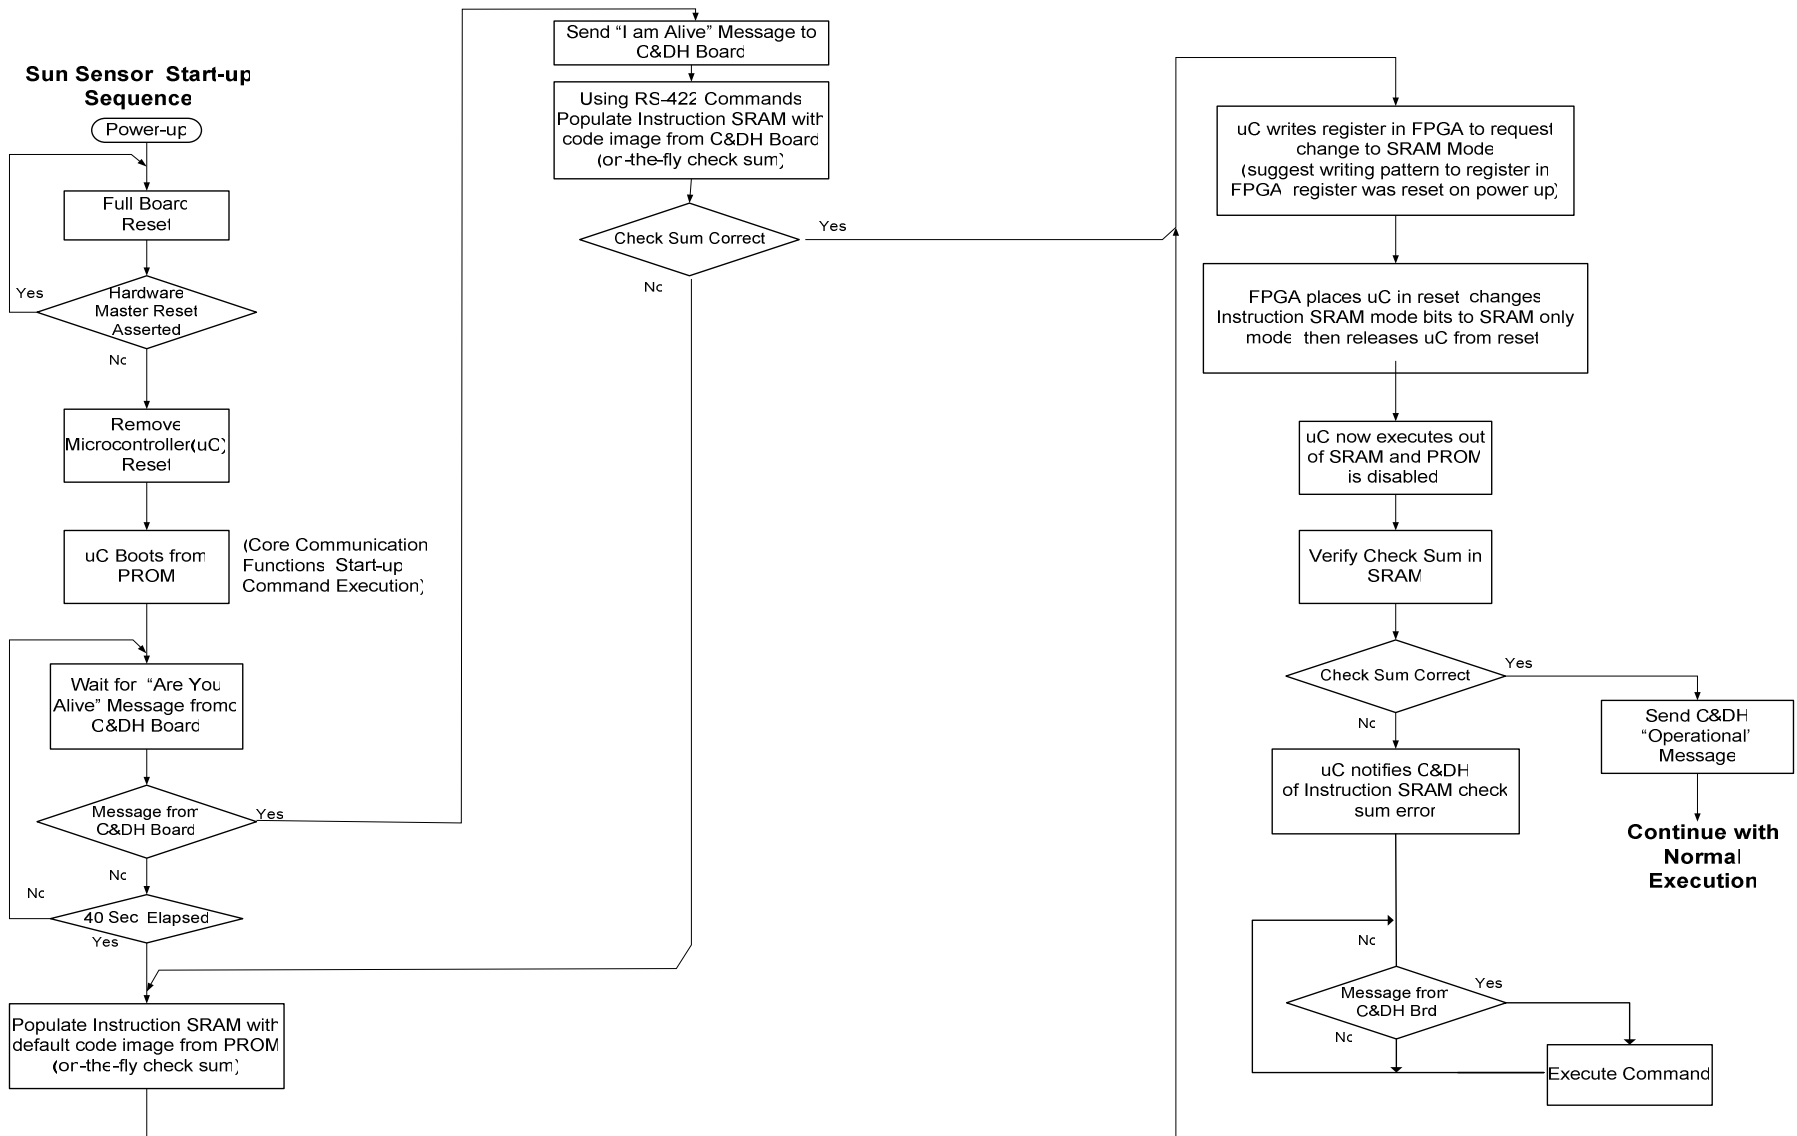 Sun Sensor Start-up
Sequence
Power-up
Full Board
Reset
Yes
Hardware
Master Reset
Asserted
No
Remove
Microcontroller(uC)
Reset
uC Boots from
PROM
(Core Communication
Functions Start-up
Command Execution)
Wait for "Are You
Alive" Message fromc
C&DH Board
Message from
C&DH Board
Yes
No
No
40 Sec Elapsed
Yes
Populate Instruction SRAM with
default code image from PROM
(on-the-fly check sum)
Send "I am Alive" Message to
C&DH Board
Using RS-422 Commands
Populate Instruction SRAM with
code image from C&DH Board
(on-the-fly check sum)
Check Sum Correct
Yes
No
uC writes register in FPGA to request
change to SRAM Mode
(suggest writing pattern to register in
FPGA register was reset on power up)
FPGA places uC in reset changes
Instruction SRAM mode bits to SRAM only
mode then releases uC from reset
uC now executes out
of SRAM and PROM
is disabled
Verify Check Sum in
SRAM
Check Sum Correct
Yes
No
Send C&DH
"Operational'
Message
Continue with
Normal
Execution
uC notifies C&DH
of Instruction SRAM check
sum error
No
Message from
C&DH Brd
Yes
No
Execute Command